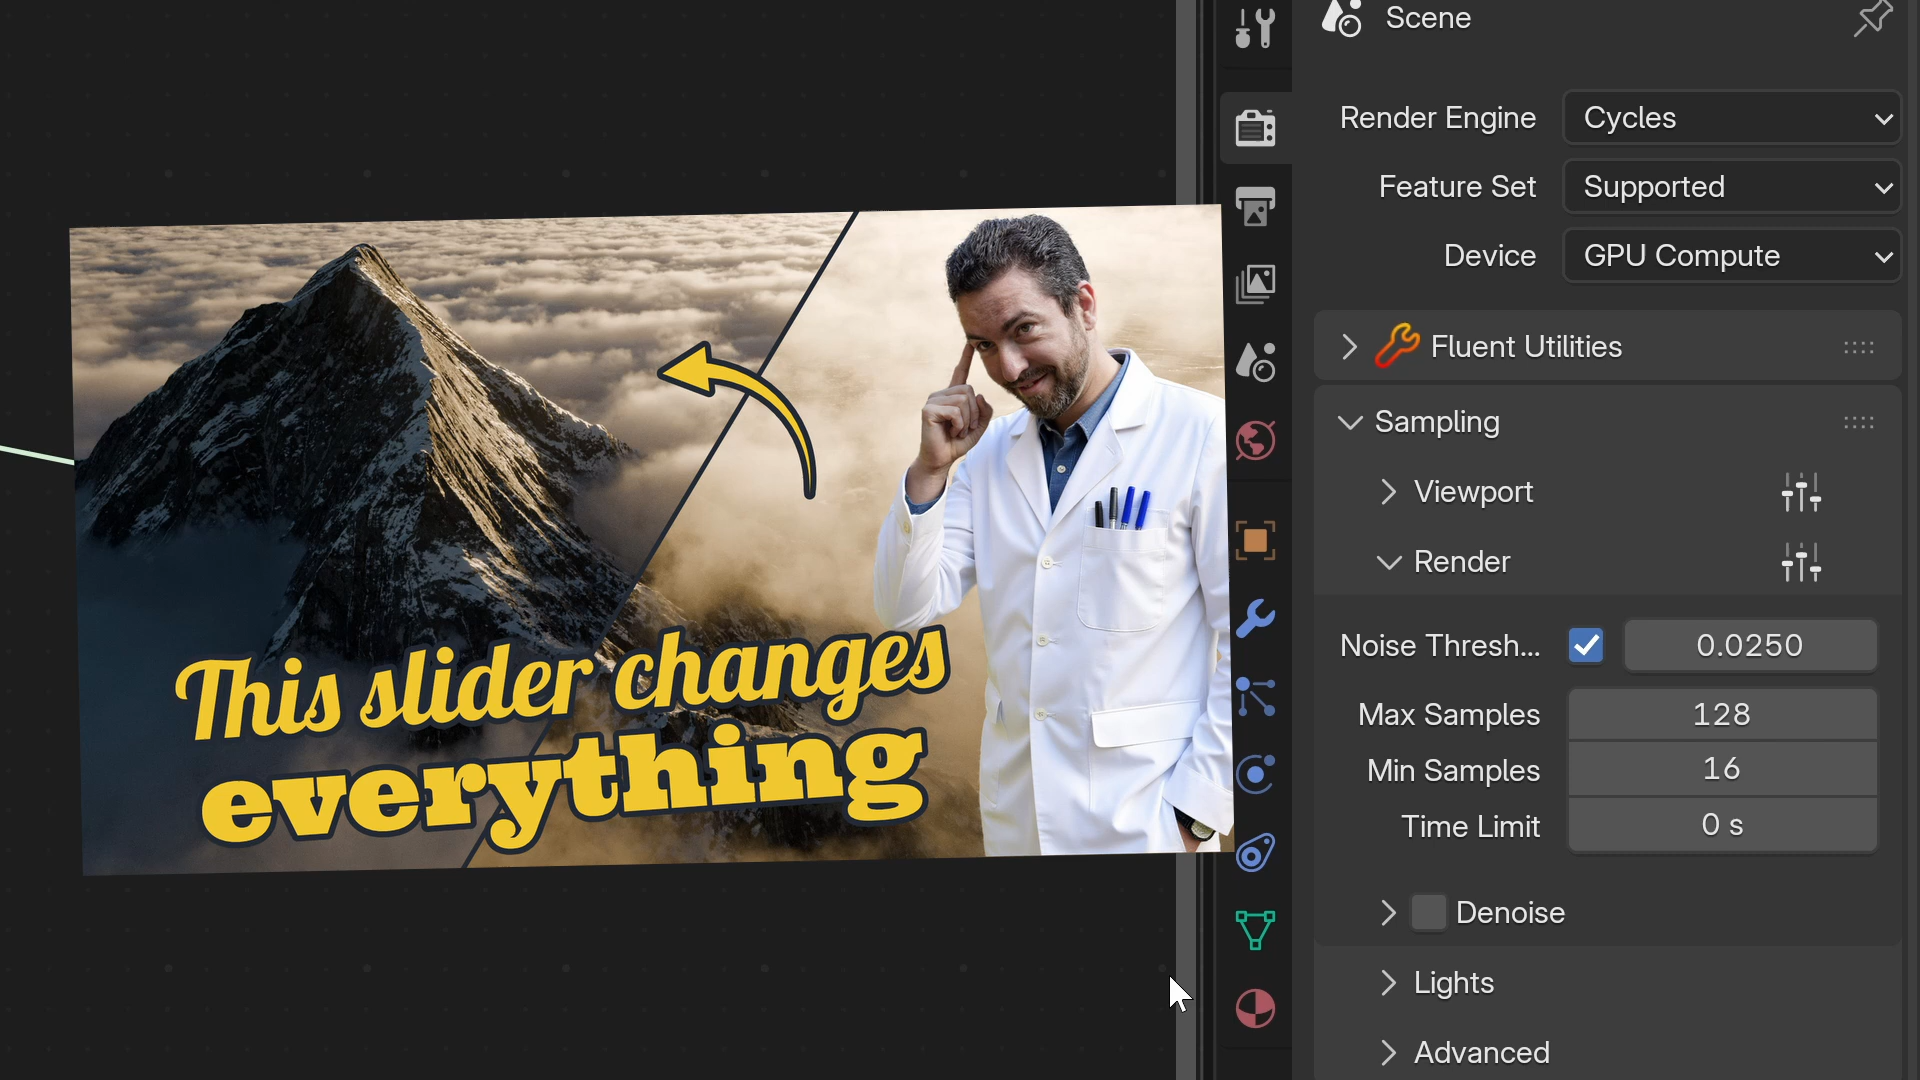 Scene
Render Engine
Cycles
Feature Set
Supported
Device
GPU Compute
Fluent Utilities
Sampling
Viewport
Render
Noise Thresh...
0.0250
Max Samples
128
Min Samples
16
Time Limit
0 s
Denoise
Lights
Advanced
This slider changes
everything